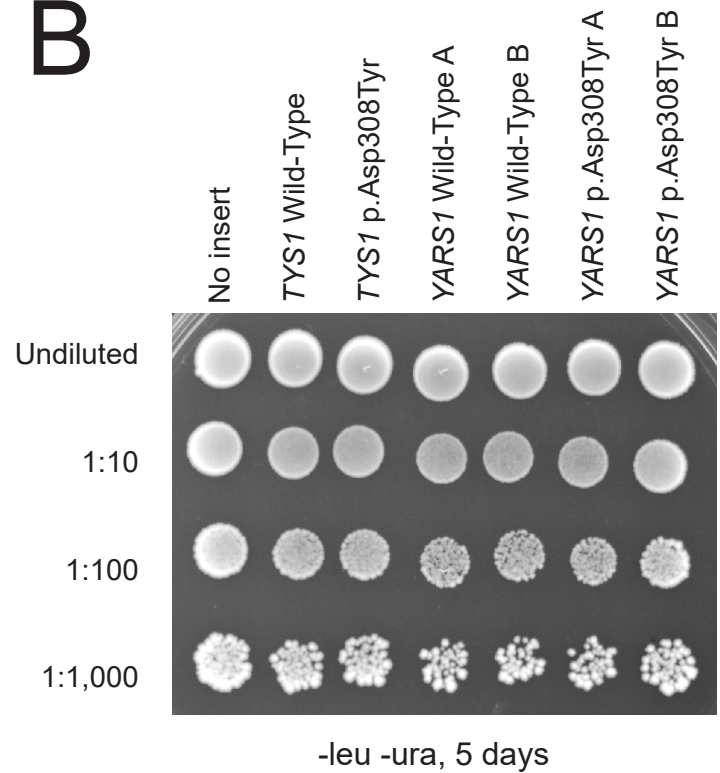 B
No insert
TYS1 Wild-Type
TYS1 p.Asp308Tyr
YARS1 Wild-Type A
YARS1 Wild-Type B
YARS1 p.Asp308Tyr A
YARS1 p.Asp308Tyr B
Undiluted
1:10
1:100
1:1,000
-leu -ura, 5 days